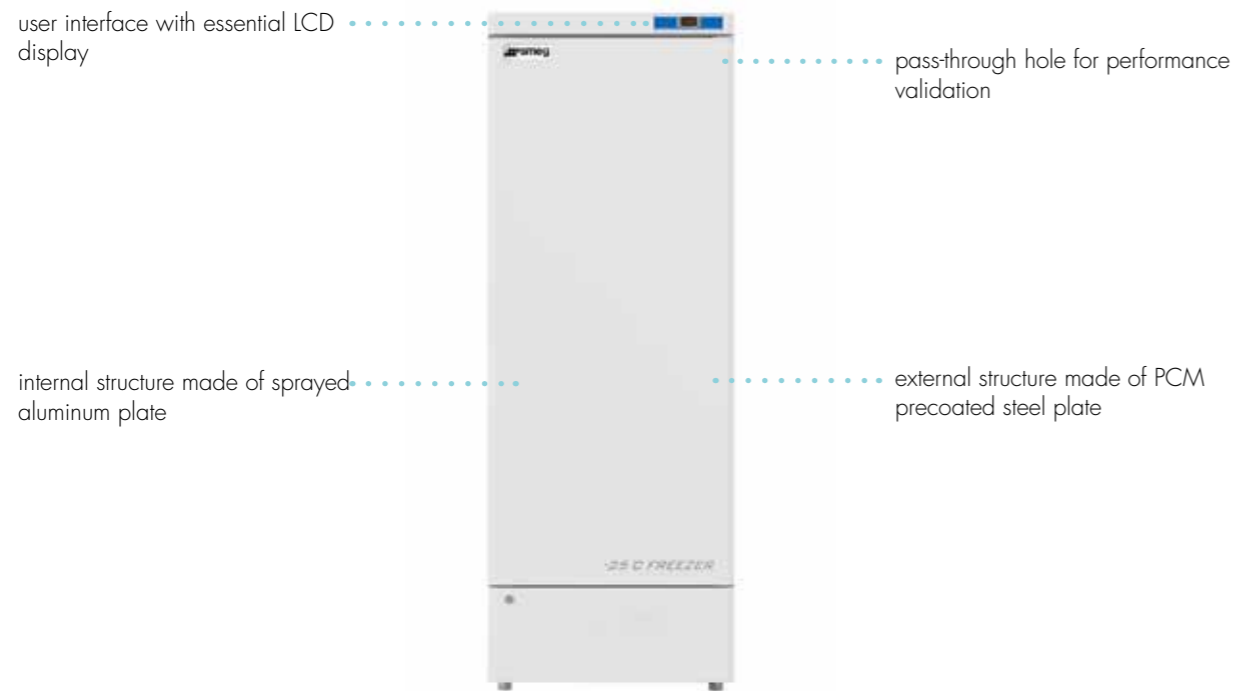 user interface with essential LCD
display
smeg
pass-through hole for performance
validation
internal structure made of sprayed
aluminum plate
external structure made of PCM
precoated steel plate
-25 C FREEZER